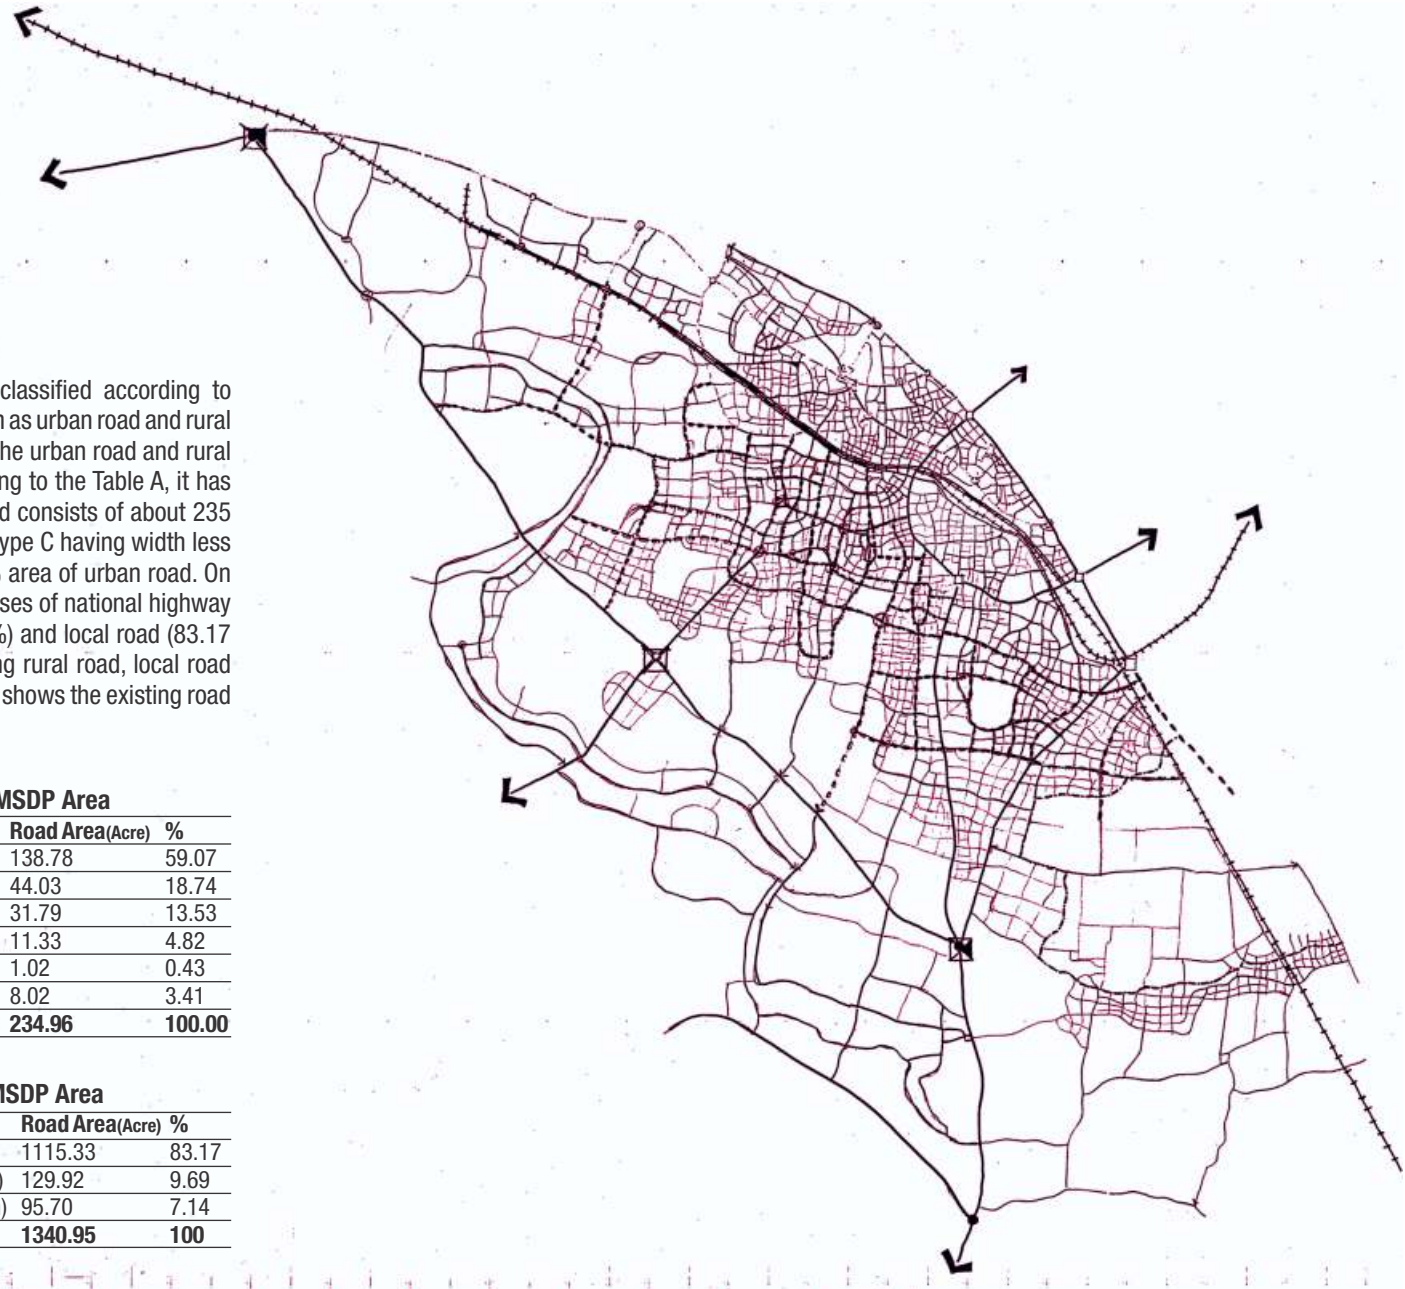 classified according to
as urban road and rural
he urban road and rural
ng to the Table A, it has
d consists of about 235
ype C having width less
area of urban road. On
ses of national highway
%) and local road (83.17
ng rural road, local road
shows the existing road
MSDP Area
Road Area(Acre) %
138.78 59.07
44.03 18.74
31.79 13.53
11.33 4.82
1.02 0.43
8.02 3.41
234.96 100.00
MSDP Area
Road Area(Acre) %
1115.33 83.17
) 129.92 9.69
) 95.70 7.14
1340.95 100